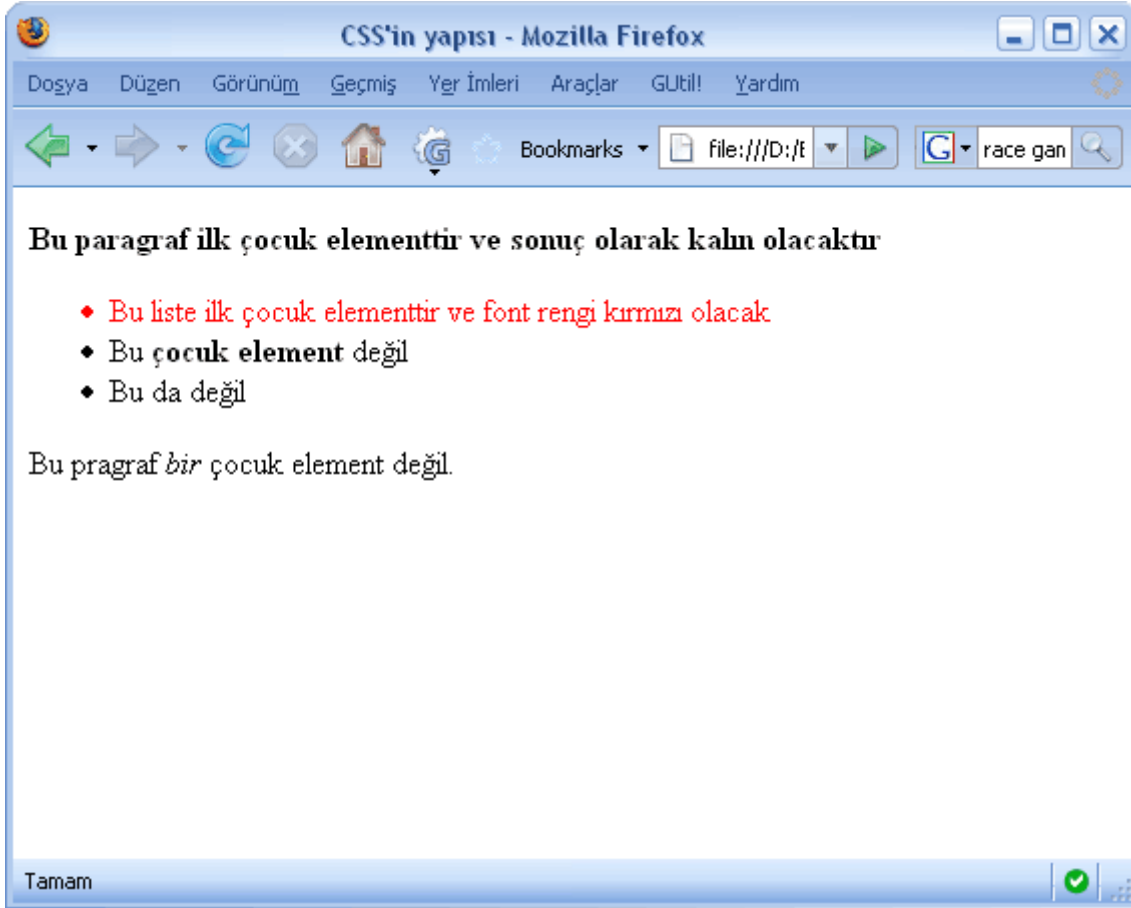 CSS'in yapısı - Mozilla Firefox
Dosya Düzen Görünüm Geçmiş Yer İmleri Araçlar GUtil! Yardım
Bookmarks file:///D:/E G race gan
Bu paragraf ilk çocuk elementtir ve sonuç olarak kalın olacaktır
Bu liste ilk çocuk elementtir ve font rengi kırmızı olacak
Bu çocuk element değil
Bu da değil
Bu pragraf bir çocuk element değil.
Tamam